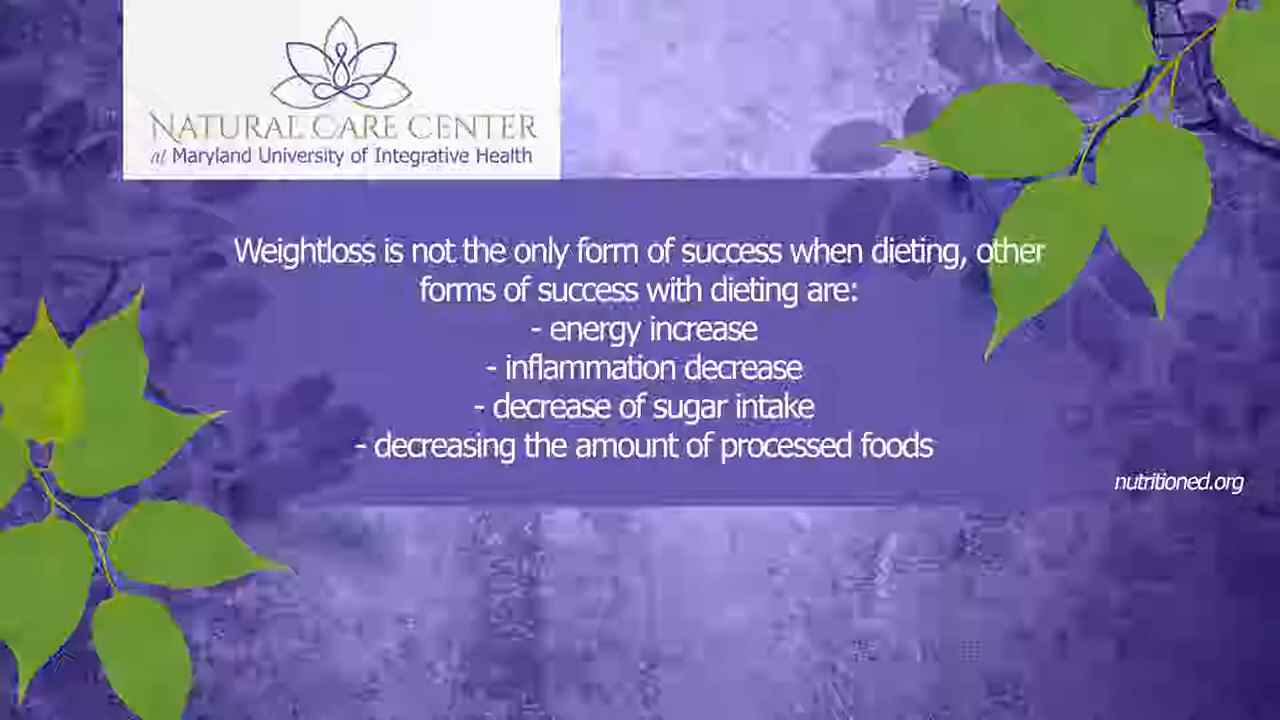 NATURAL CARE CENTER
at Maryland University of Integrative Health
Weightloss is not the only form of success when dieting, other
forms of success with dieting are:
- energy increase
- inflammation decrease
- decrease of sugar intake
- decreasing the amount of processed foods
nutritioned.org